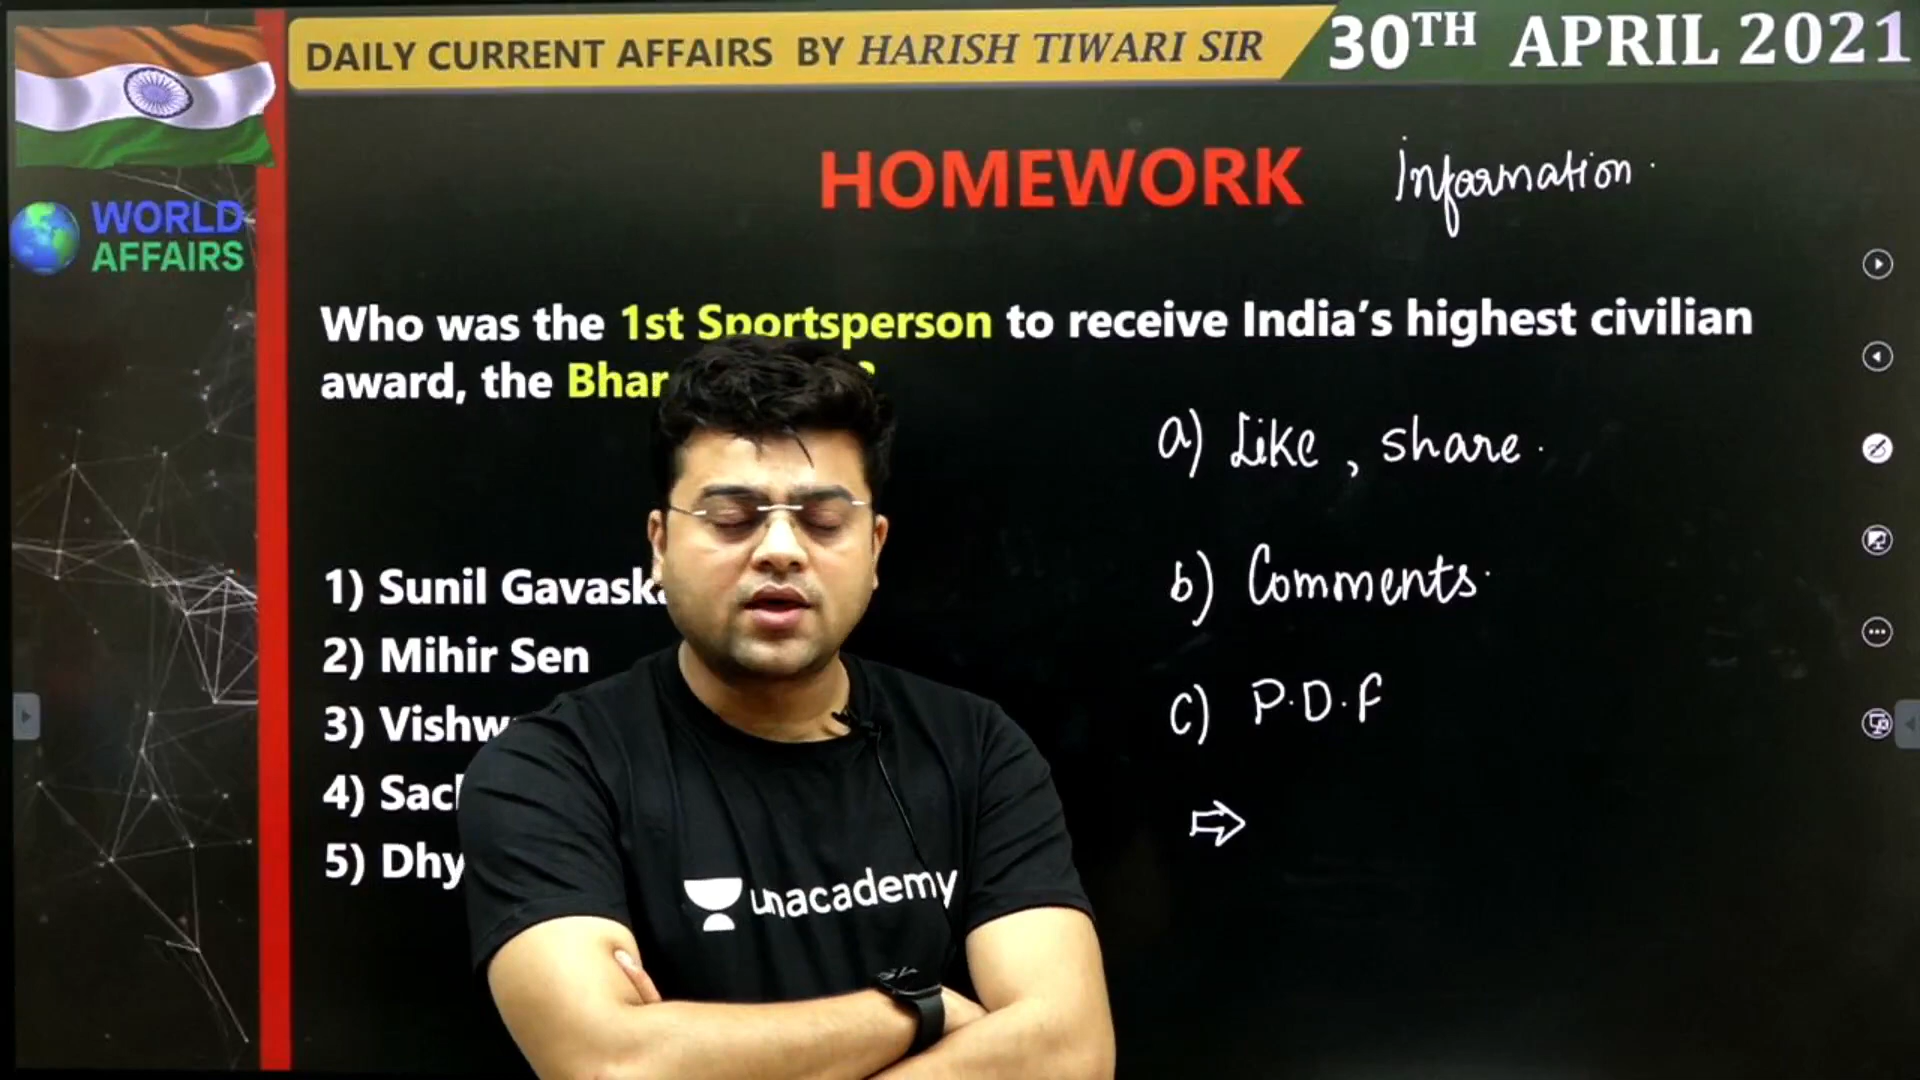 DAILY CURRENT AFFAIRS BY HARISH TIWARI SIR
30TH APRIL 2021
HOMEWORK
Information.
WORLD
AFFAIRS
Who was the 1st Sportsperson to receive India's highest civilian
award, the
1) Sunil
2) Mihir Sen
3)
4)
5)
a) Like, share.
b) Comments.
c) P.D.F
⇒
unacademy